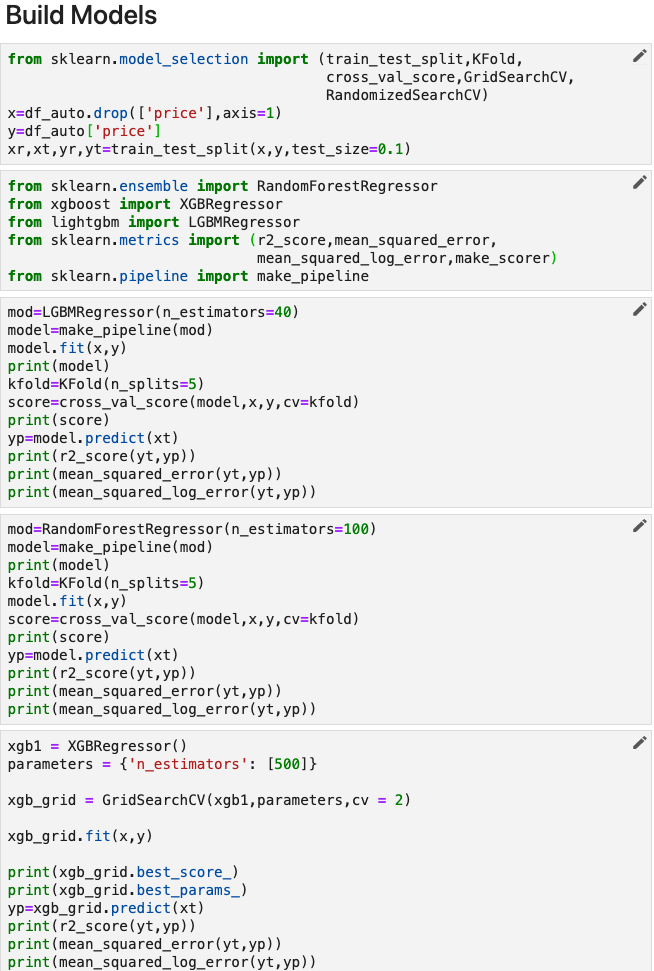 Build Models
from sklearn.model_selection import (train_test_split,KFold,
                                     cross_val_score,GridSearchCV,
                                     RandomizedSearchCV)
x=df_auto.drop(['price'],axis=1)
y=df_auto['price']
xr,xt,yr,yt=train_test_split(x,y,test_size=0.1)
from sklearn.ensemble import RandomForestRegressor
from xgboost import XGBRegressor
from lightgbm import LGBMRegressor
from sklearn.metrics import (r2_score,mean_squared_error,
                             mean_squared_log_error,make_scorer)
from sklearn.pipeline import make_pipeline
mod=LGBMRegressor(n_estimators=40)
model=make_pipeline(mod)
model.fit(x,y)
print(model)
kfold=KFold(n_splits=5)
score=cross_val_score(model,x,y,cv=kfold)
print(score)
yp=model.predict(xt)
print(r2_score(yt,yp))
print(mean_squared_error(yt,yp))
print(mean_squared_log_error(yt,yp))
mod=RandomForestRegressor(n_estimators=100)
model=make_pipeline(mod)
print(model)
kfold=KFold(n_splits=5)
model.fit(x,y)
score=cross_val_score(model,x,y,cv=kfold)
print(score)
yp=model.predict(xt)
print(r2_score(yt,yp))
print(mean_squared_error(yt,yp))
print(mean_squared_log_error(yt,yp))
xgb1 = XGBRegressor()
parameters = {'n_estimators': [500]}
xgb_grid = GridSearchCV(xgb1,parameters,cv = 2)
xgb_grid.fit(x,y)
print(xgb_grid.best_score_)
print(xgb_grid.best_params_)
yp=xgb_grid.predict(xt)
print(r2_score(yt,yp))
print(mean_squared_error(yt,yp))
print(mean_squared_log_error(yt,yp))